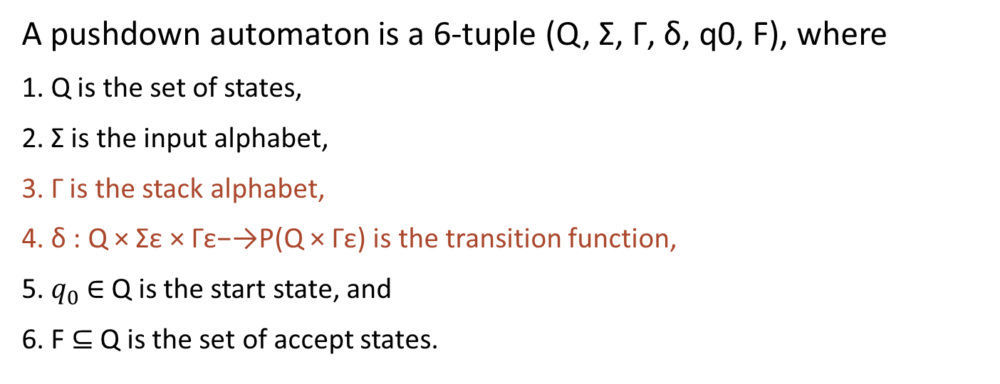 A pushdown automaton is a 6-tuple (Q, Σ, Γ, δ, q0, F), where
1. Q is the set of states,
2. Σ is the input alphabet,
3. Γ is the stack alphabet,
4. δ : Q × Σε × Γε−→P(Q × Γε) is the transition function,
5. q₀ ∈ Q is the start state, and
6. F ⊆ Q is the set of accept states.